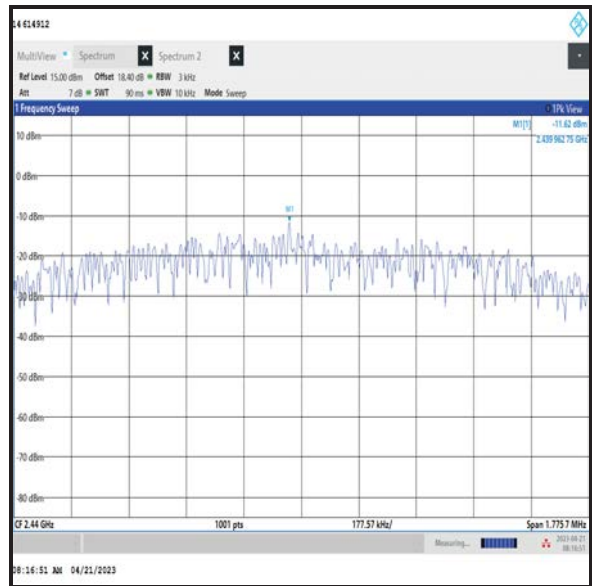 14 614912
MultiView Spectrum X Spectrum 2 X
Ref Level 15.00 dBm Offset 18.40 dB RBW 3 kHz
Att 7 dB SWT 90 ms VBW 10 kHz Mode Sweep
1 Frequency Sweep 1Pk View
M1[1] -11.62 dBm
2.439 962 75 GHz
10 dBm
0 dBm
M1
-10 dBm
-20 dBm
-30 dBm
-40 dBm
-50 dBm
-60 dBm
-70 dBm
-80 dBm
CF 2.44 GHz 1001 pts 177.57 kHz/ Span 1.775 7 MHz
Measuring... 08:16:51
08:16:51 AM 04/21/2023